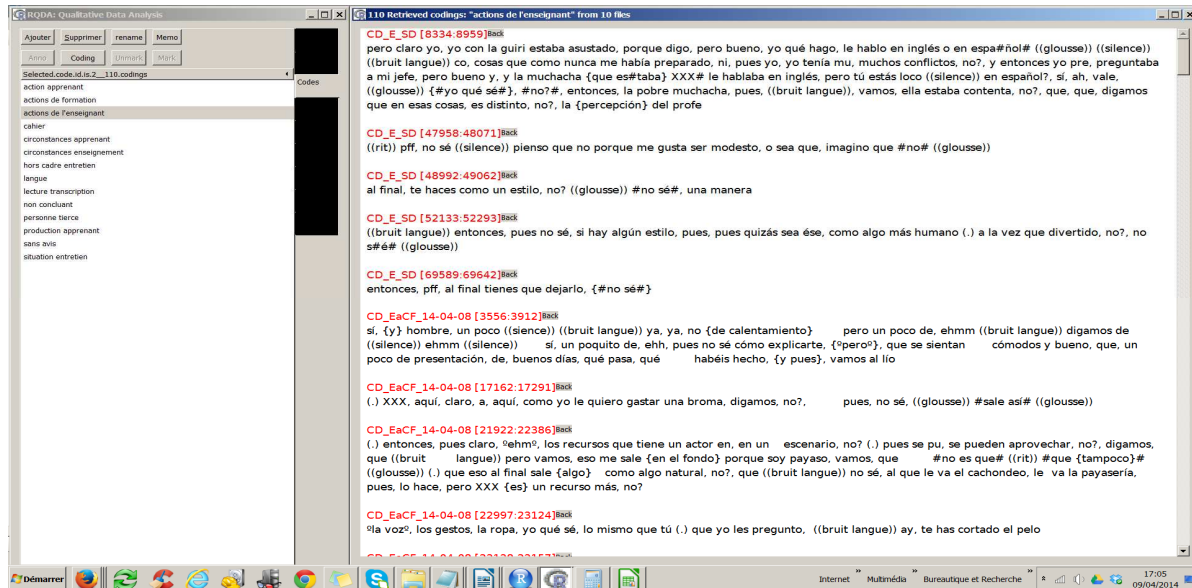 RQDA: Qualitative Data Analysis
Ajouter Supprimer rename Memo
Anno Coding Unmark Mark
Selected.code.id.is.2__110.codings
Codes
action apprenant
actions de formation
actions de l'enseignant
cahier
circonstances apprenant
circonstances enseignement
hors cadre entretien
langue
lecture transcription
non concluant
personne tierce
production apprenant
sans avis
situation entretien
110 Retrieved codings: "actions de l'enseignant" from 10 files
CD_E_SD [8334:8959]Back
pero claro yo, yo con la guiri estaba asustado, porque digo, pero bueno, yo qué hago, le hablo en inglés o en espa#ñol# ((glousse)) ((silence))
((bruit langue)) co, cosas que como nunca me había preparado, ni, pues yo, yo tenía mu, muchos conflictos, no?, y entonces yo pre, preguntaba
a mi jefe, pero bueno y, y la muchacha {que es#taba} XXX# le hablaba en inglés, pero tú estás loco ((silence)) en español?, sí, ah, vale,
((glousse)) {#yo qué sé#}, #no?#, entonces, la pobre muchacha, pues, ((bruit langue)), vamos, ella estaba contenta, no?, que, que, digamos
que en esas cosas, es distinto, no?, la {percepción} del profe
CD_E_SD [47958:48071]Back
((rit)) pff, no sé ((silence)) pienso que no porque me gusta ser modesto, o sea que, imagino que #no# ((glousse))
CD_E_SD [48992:49062]Back
al final, te haces como un estilo, no? ((glousse)) #no sé#, una manera
CD_E_SD [52133:52293]Back
((bruit langue)) entonces, pues no sé, si hay algún estilo, pues, pues quizás sea ése, como algo más humano (.) a la vez que divertido, no?, no
s#é# ((glousse))
CD_E_SD [69589:69642]Back
entonces, pff, al final tienes que dejarlo, {#no sé#}
CD_EaCF_14-04-08 [3556:3912]Back
sí, {y} hombre, un poco ((sience)) ((bruit langue)) ya, ya, no {de calentamiento} pero un poco de, ehmm ((bruit langue)) digamos de
((silence)) ehmm ((silence)) sí, un poquito de, ehh, pues no sé cómo explicarte, {ºperoº}, que se sientan cómodos y bueno, que, un
poco de presentación, de, buenos días, qué pasa, qué habéis hecho, {y pues}, vamos al lío
CD_EaCF_14-04-08 [17162:17291]Back
(.) XXX, aquí, claro, a, aquí, como yo le quiero gastar una broma, digamos, no?, pues, no sé, ((glousse)) #sale así# ((glousse))
CD_EaCF_14-04-08 [21922:22386]Back
(.) entonces, pues claro, ºehmº, los recursos que tiene un actor en, en un escenario, no? (.) pues se pu, se pueden aprovechar, no?, digamos,
que ((bruit langue)) pero vamos, eso me sale {en el fondo} porque soy payaso, vamos, que #no es que# ((rit)) #que {tampoco}#
((glousse)) (.) que eso al final sale {algo} como algo natural, no?, que ((bruit langue)) no sé, al que le va el cachondeo, le va la payasería,
pues, lo hace, pero XXX {es} un recurso más, no?
CD_EaCF_14-04-08 [22997:23124]Back
ºla vozº, los gestos, la ropa, yo qué sé, lo mismo que tú (.) que yo les pregunto, ((bruit langue)) ay, te has cortado el pelo
Démarrer
Internet » Multimédia » Bureautique et Recherche »
17:05
09/04/2014